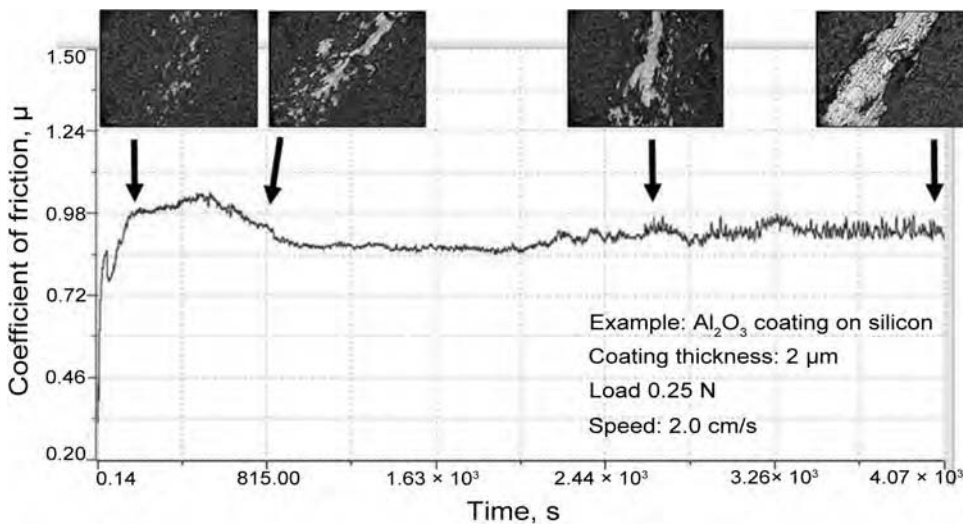 1.50
1.24
0.98
0.72
0.46
0.20
Coefficient of friction, µ
Example: Al₂O₃ coating on silicon
Coating thickness: 2 µm
Load 0.25 N
Speed: 2.0 cm/s
0.14 815.00 1.63 × 10³ 2.44 × 10³ 3.26 × 10³ 4.07 × 10³
Time, s